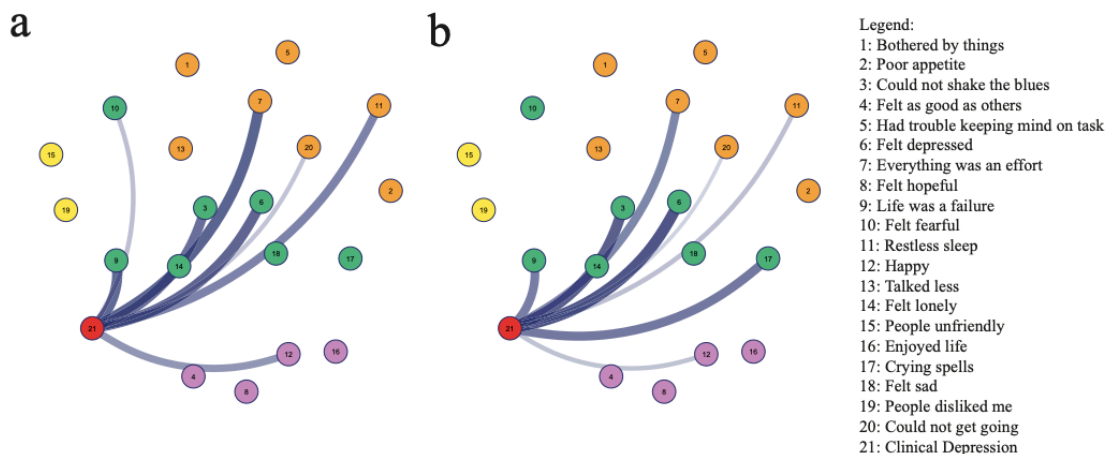 a
b
5
1
7
11
10
13
20
15
2
19
3
6
18
17
9
14
21
12
16
4
8
5
1
7
11
10
13
20
15
2
19
3
6
18
17
9
14
21
12
16
4
8
Legend:
1: Bothered by things
2: Poor appetite
3: Could not shake the blues
4: Felt as good as others
5: Had trouble keeping mind on task
6: Felt depressed
7: Everything was an effort
8: Felt hopeful
9: Life was a failure
10: Felt fearful
11: Restless sleep
12: Happy
13: Talked less
14: Felt lonely
15: People unfriendly
16: Enjoyed life
17: Crying spells
18: Felt sad
19: People disliked me
20: Could not get going
21: Clinical Depression